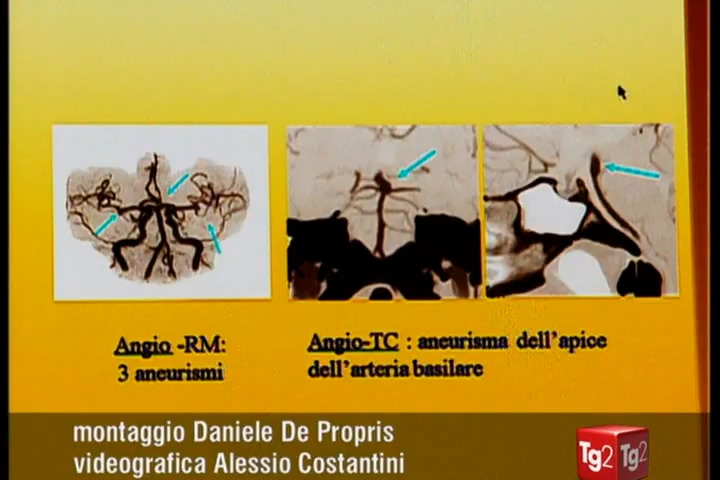 Angio -RM:
3 aneurismi
Angio-TC : aneurisma dell'apice
dell'arteria basilare
montaggio Daniele De Propris
videografica Alessio Costantini
Tg2 Tg2